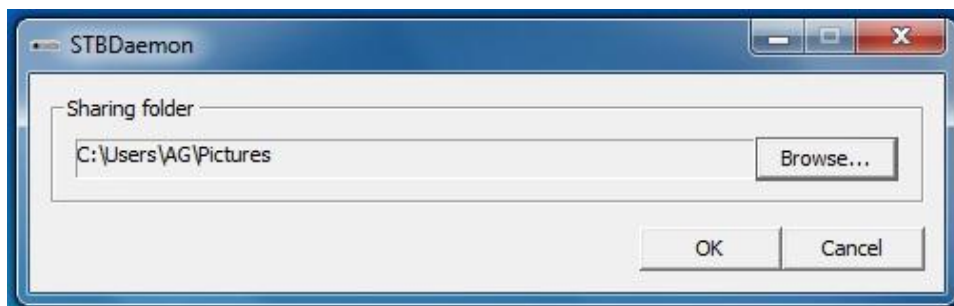 STBDaemon
Sharing folder
C:\Users\AG\Pictures
Browse...
OK
Cancel